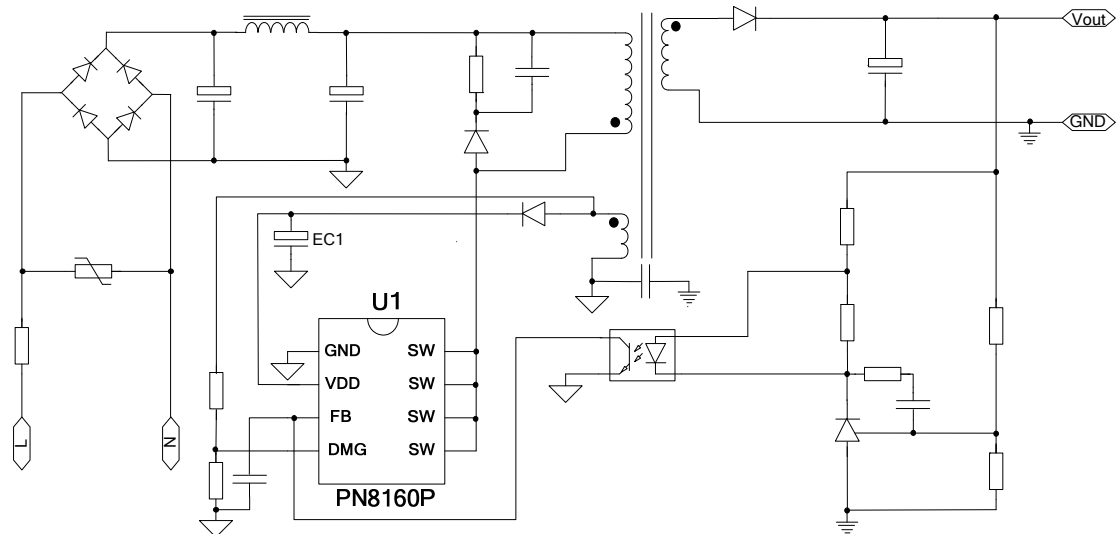 Vout
GND
EC1
U1
GND SW
VDD SW
FB SW
DMG SW
L
N
PN8160P